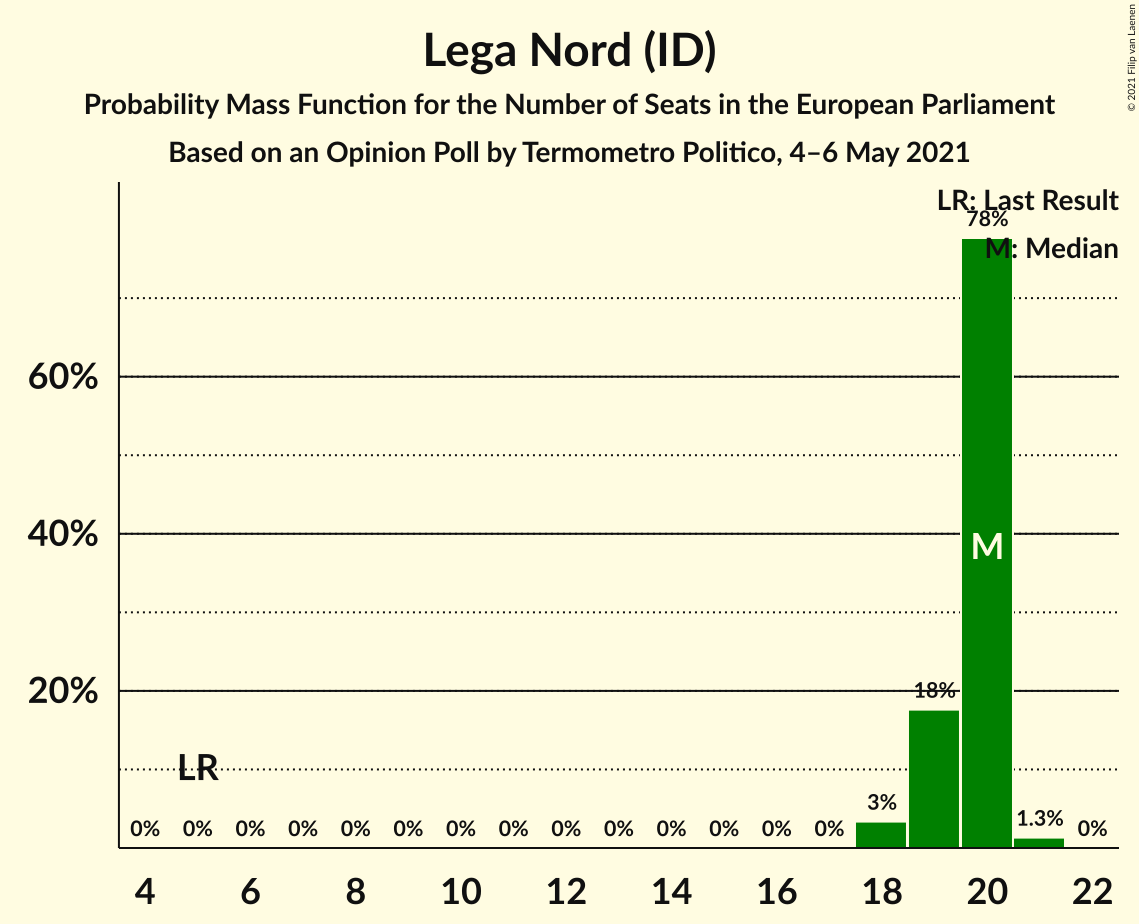 Lega Nord (ID)
Probability Mass Function for the Number of Seats in the European Parliament
Based on an Opinion Poll by Termometro Politico, 4–6 May 2021
© 2021 Filip van Laenen
LR: Last Result
78%
M: Median
60%
40%
M
20%
18%
LR
3%
1.3%
0% 0% 0% 0% 0% 0% 0% 0% 0% 0% 0% 0% 0% 0% 0%
4 6 8 10 12 14 16 18 20 22